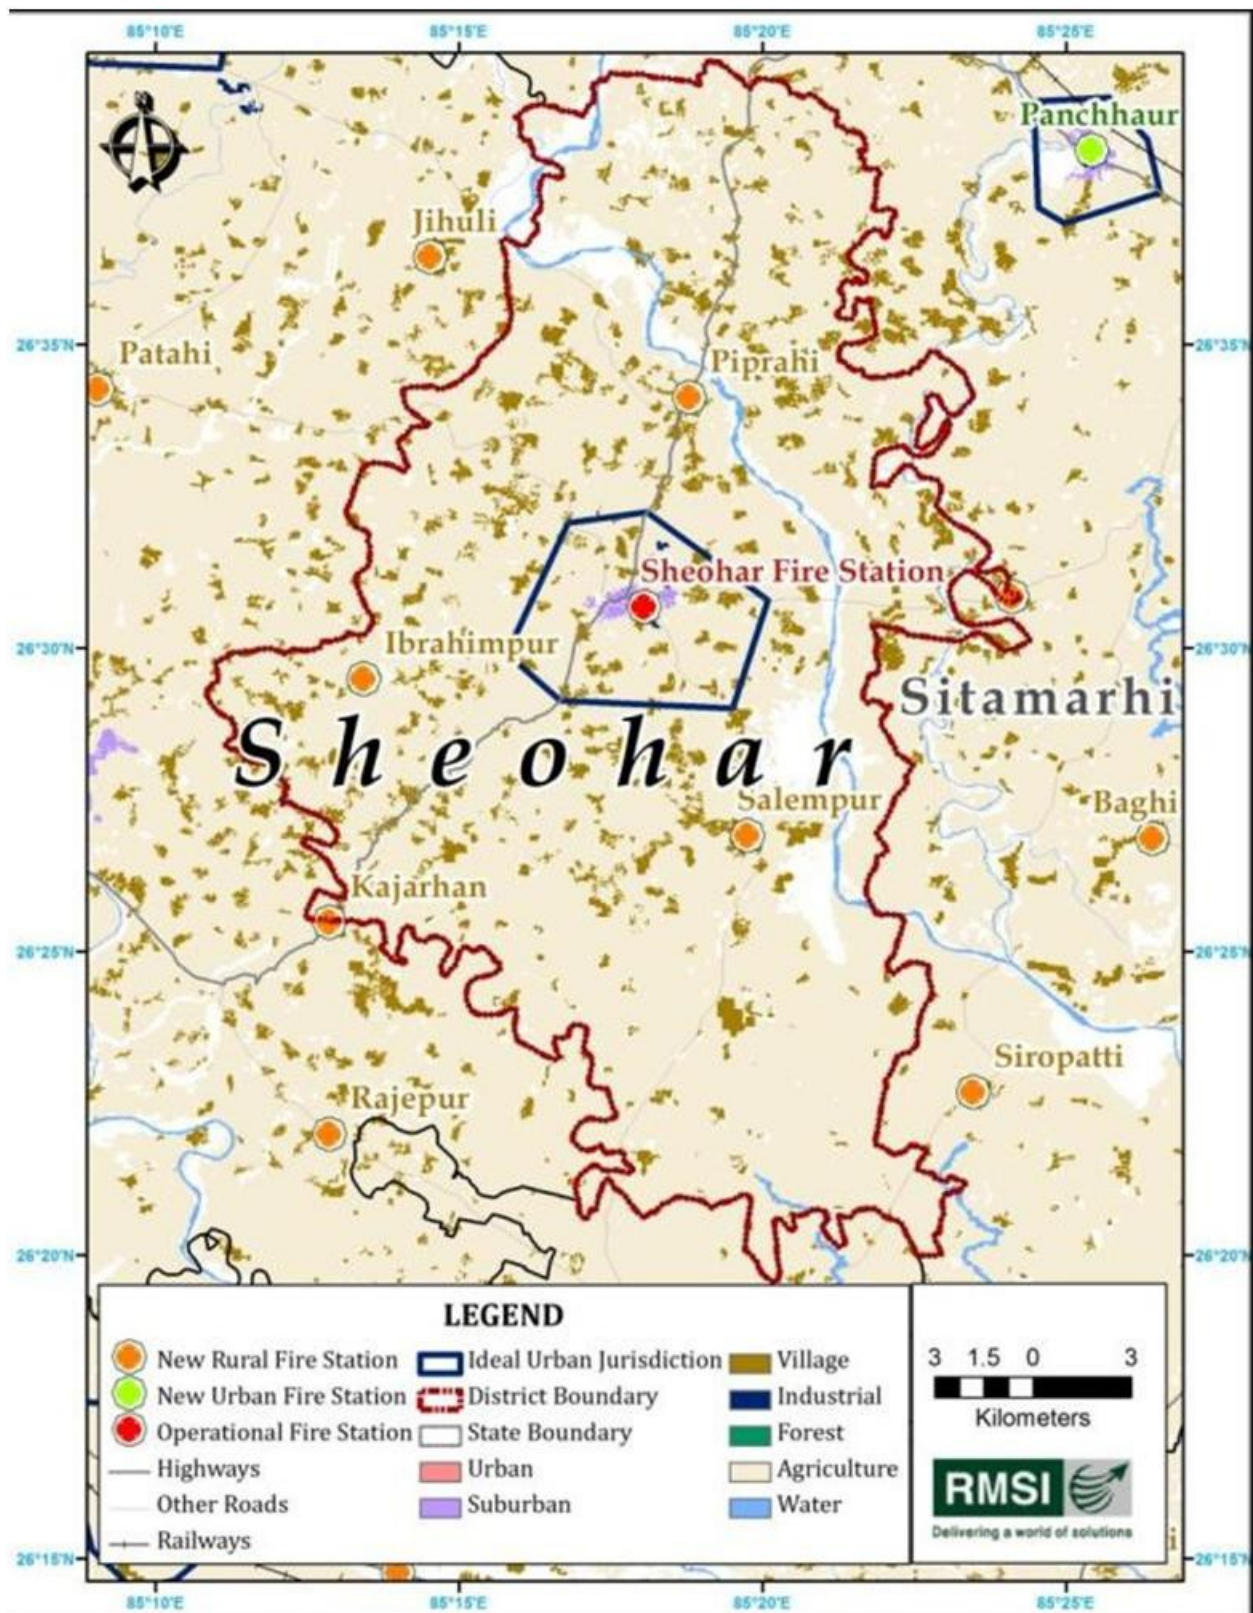 85°10'E 85°15'E 85°20'E 85°25'E
Panchhaur
Jihuli
26°35'N 26°35'N
Patahi
Piprahi
Sheohar Fire Station
Ibrahimpur
26°30'N 26°30'N
Sitamarhi
Sheohar
Salempur
Baghi
Kajarhan
26°25'N 26°25'N
Siropatti
Rajepur
26°20'N 26°20'N
LEGEND
New Rural Fire Station Ideal Urban Jurisdiction Village
New Urban Fire Station District Boundary Industrial
Operational Fire Station State Boundary Forest
Highways Urban Agriculture
Other Roads Suburban Water
Railways
3 1.5 0 3
Kilometers
RMSI
Delivering a world of solutions
26°15'N 26°15'N
85°10'E 85°15'E 85°20'E 85°25'E